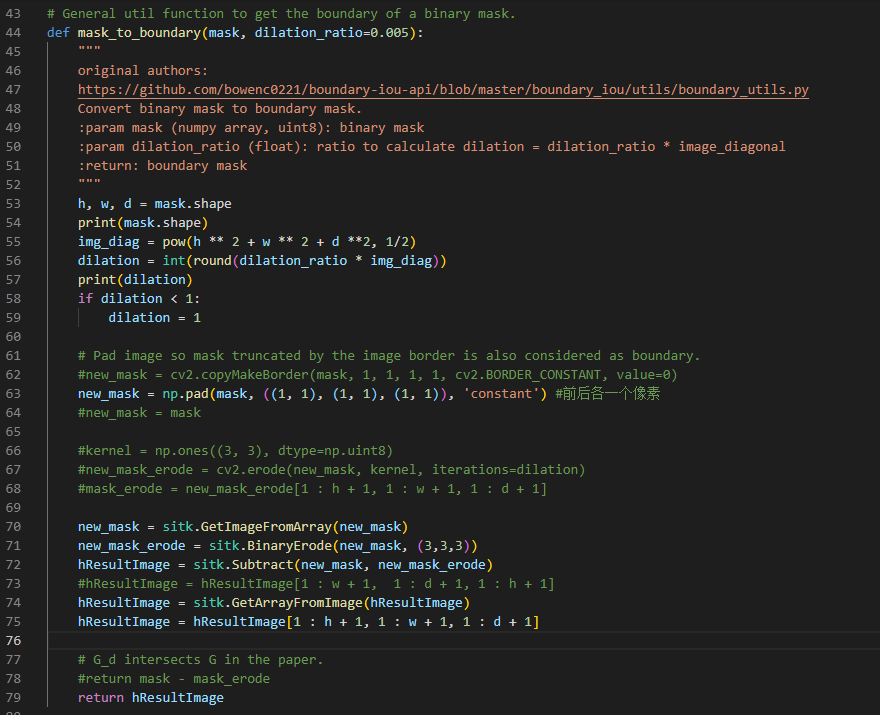 43 # General util function to get the boundary of a binary mask.
44 def mask_to_boundary(mask, dilation_ratio=0.005):
45     """
46     original authors:
47     https://github.com/bowenc0221/boundary-iou-api/blob/master/boundary_iou/utils/boundary_utils.py
48     Convert binary mask to boundary mask.
49     :param mask (numpy array, uint8): binary mask
50     :param dilation_ratio (float): ratio to calculate dilation = dilation_ratio * image_diagonal
51     :return: boundary mask
52     """
53     h, w, d = mask.shape
54     print(mask.shape)
55     img_diag = pow(h ** 2 + w ** 2 + d **2, 1/2)
56     dilation = int(round(dilation_ratio * img_diag))
57     print(dilation)
58     if dilation < 1:
59         dilation = 1
60
61     # Pad image so mask truncated by the image border is also considered as boundary.
62     #new_mask = cv2.copyMakeBorder(mask, 1, 1, 1, 1, cv2.BORDER_CONSTANT, value=0)
63     new_mask = np.pad(mask, ((1, 1), (1, 1), (1, 1)), 'constant') #前后各一个像素
64     #new_mask = mask
65
66     #kernel = np.ones((3, 3), dtype=np.uint8)
67     #new_mask_erode = cv2.erode(new_mask, kernel, iterations=dilation)
68     #mask_erode = new_mask_erode[1 : h + 1, 1 : w + 1, 1 : d + 1]
69
70     new_mask = sitk.GetImageFromArray(new_mask)
71     new_mask_erode = sitk.BinaryErode(new_mask, (3,3,3))
72     hResultImage = sitk.Subtract(new_mask, new_mask_erode)
73     #hResultImage = hResultImage[1 : w + 1,  1 : d + 1, 1 : h + 1]
74     hResultImage = sitk.GetArrayFromImage(hResultImage)
75     hResultImage = hResultImage[1 : h + 1, 1 : w + 1, 1 : d + 1]
76
77     # G_d intersects G in the paper.
78     #return mask - mask_erode
79     return hResultImage